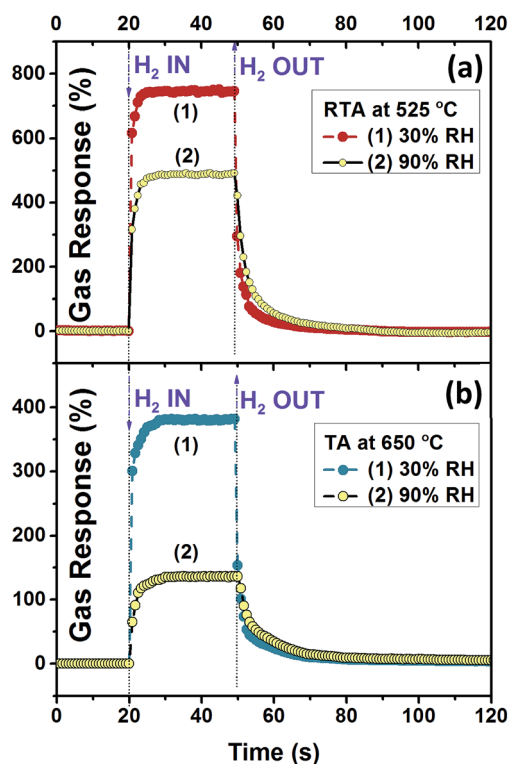 0 20 40 60 80 100 120
H₂ IN
H₂ OUT
(a)
800
600
400
200
0
Gas Response (%)
(1)
(2)
RTA at 525 °C
(1) 30% RH
(2) 90% RH
H₂ IN
H₂ OUT
(b)
400
300
200
100
0
Gas Response (%)
(1)
(2)
TA at 650 °C
(1) 30% RH
(2) 90% RH
0 20 40 60 80 100 120
Time (s)